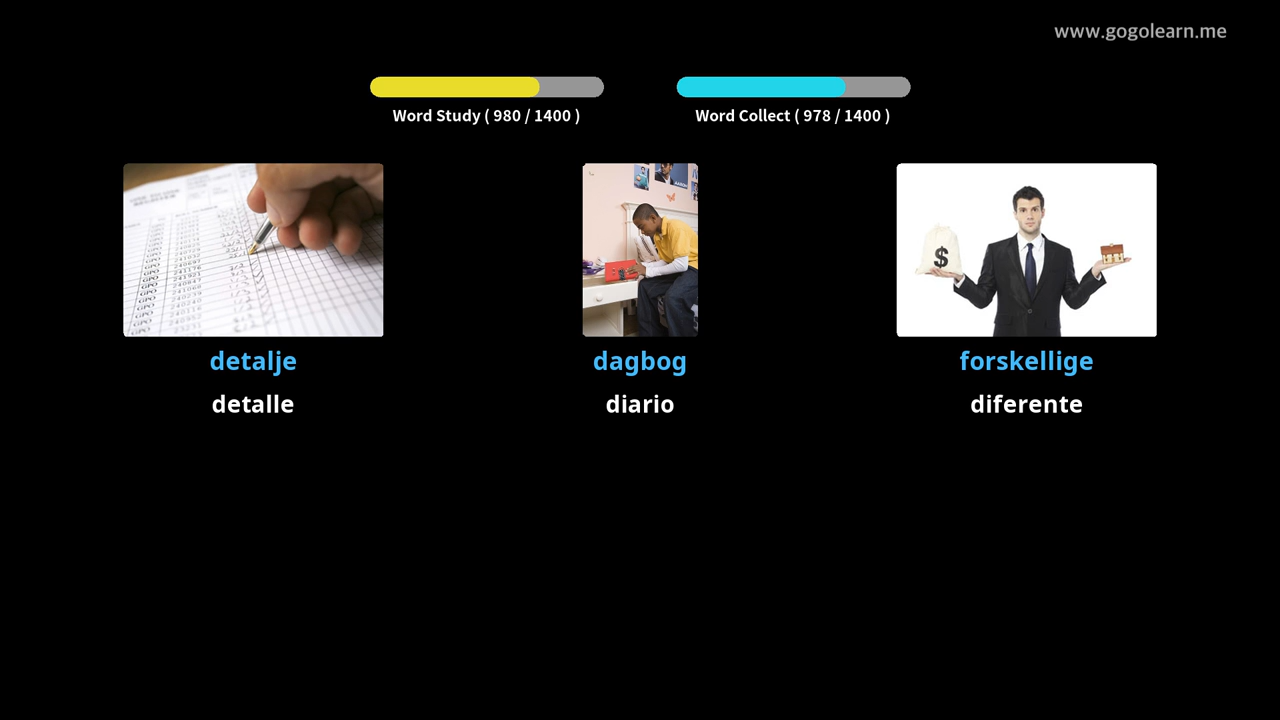 www.gogolearn.me
Word Study ( 980 / 1400 )
Word Collect ( 978 / 1400 )
$
detalje
dagbog
forskellige
detalle
diario
diferente